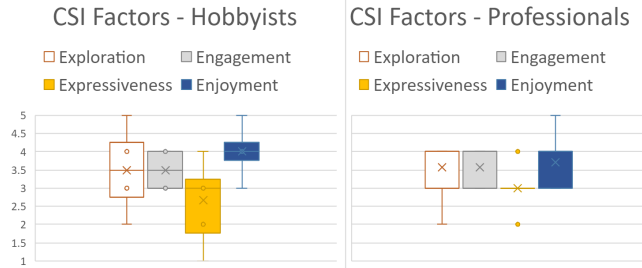 CSI Factors - Hobbyists
Exploration
Engagement
Expressiveness
Enjoyment
5
4.5
4
3.5
3
2.5
2
1.5
1
CSI Factors - Professionals
Exploration
Engagement
Expressiveness
Enjoyment